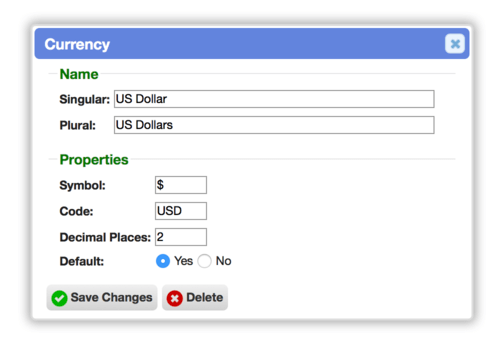 Currency
Name
Singular: US Dollar
Plural: US Dollars
Properties
Symbol: $
Code: USD
Decimal Places: 2
Default: Yes No
Save Changes Delete